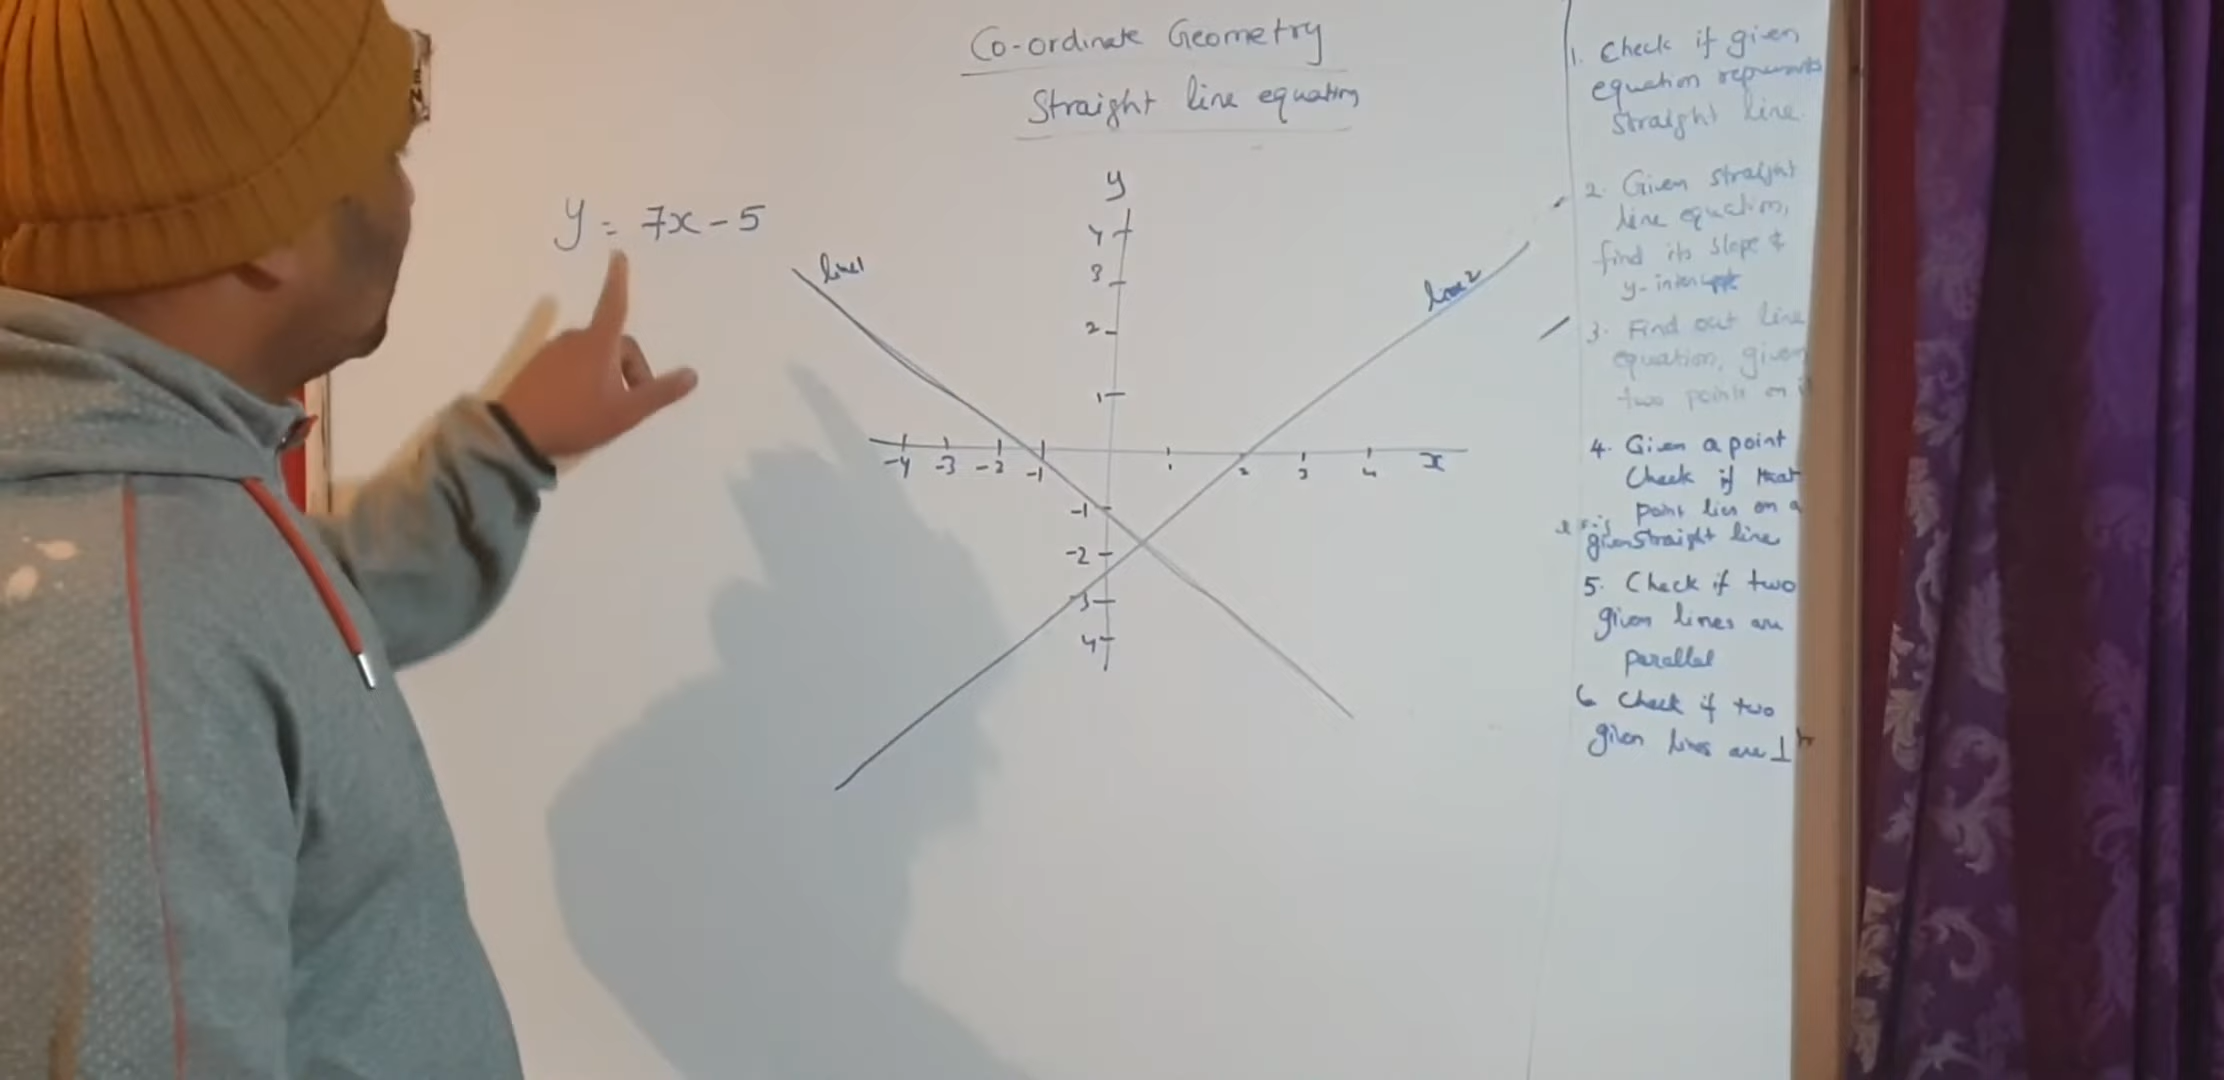 Co-ordinate Geometry
Straight line equation
y = 7x - 5
line1
line2
y
4
3
2
1
-4 -3 -2 -1 1 2 3 4 x
-1
-2
-3
4
1. Check if given
equation represents
straight line.
2. Given straight
line equation,
find its slope &
y-intercept
3. Find out line
equation, given
two points on
4. Given a point
Check if that
point lies on a
given straight line
5. Check if two
given lines are
parallel
6 Check if two
given lines are ⊥r